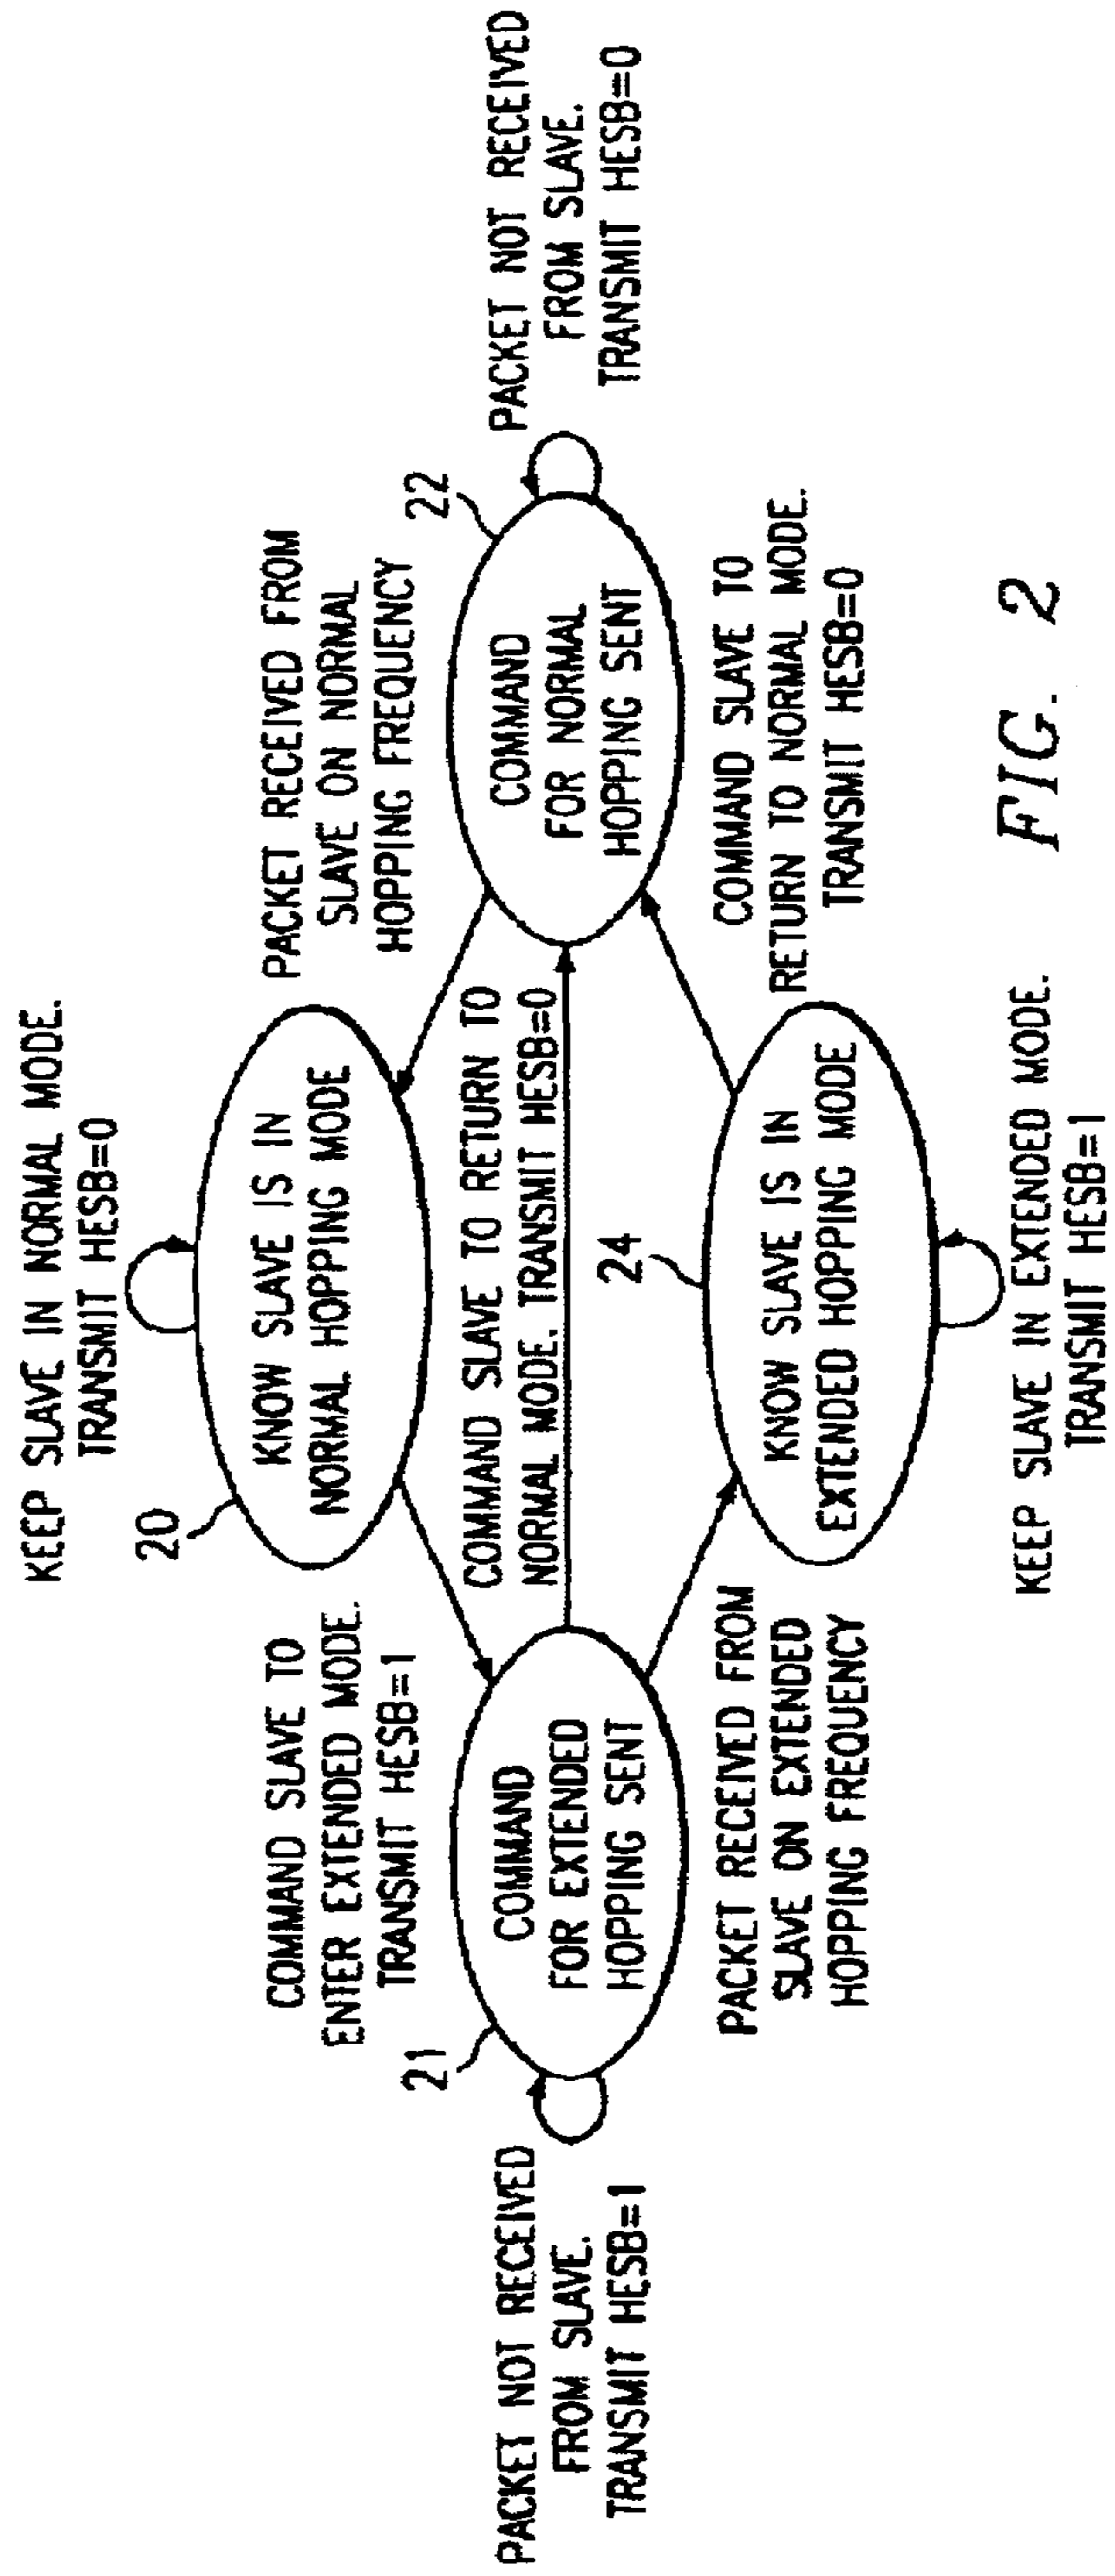 KEEP SLAVE IN NORMAL MODE.
TRANSMIT HESB=0
20
KNOW SLAVE IS IN
NORMAL HOPPING MODE
COMMAND SLAVE TO
ENTER EXTENDED MODE.
TRANSMIT HESB=1
PACKET RECEIVED FROM
SLAVE ON NORMAL
HOPPING FREQUENCY
21
22
PACKET NOT RECEIVED
FROM SLAVE.
TRANSMIT HESB=1
COMMAND
FOR EXTENDED
HOPPING SENT
COMMAND SLAVE TO RETURN TO
NORMAL MODE. TRANSMIT HESB=0
COMMAND
FOR NORMAL
HOPPING SENT
PACKET NOT RECEIVED
FROM SLAVE.
TRANSMIT HESB=0
24
PACKET RECEIVED FROM
SLAVE ON EXTENDED
HOPPING FREQUENCY
KNOW SLAVE IS IN
EXTENDED HOPPING MODE
COMMAND SLAVE TO
RETURN TO NORMAL MODE.
TRANSMIT HESB=0
KEEP SLAVE IN EXTENDED MODE.
TRANSMIT HESB=1
FIG. 2